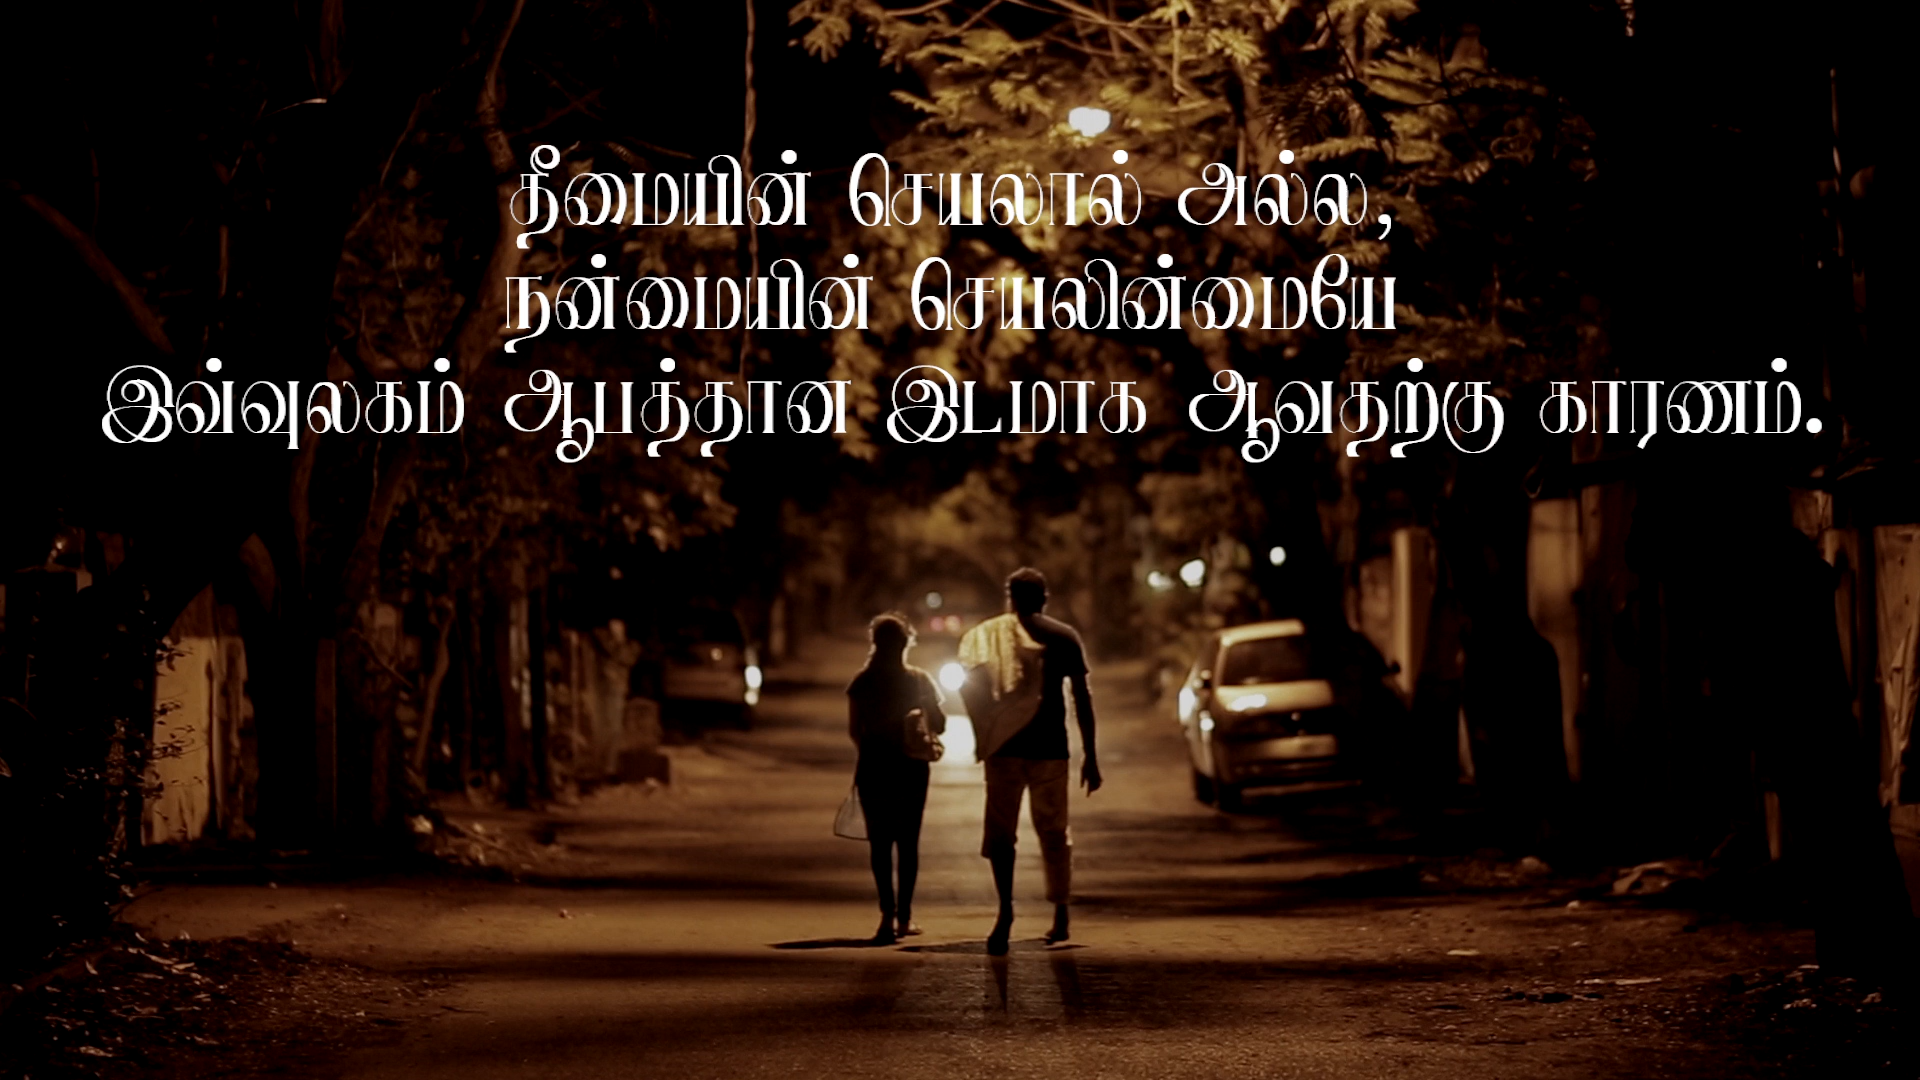 தீமையின் செயலால் அல்ல,
நன்மையின் செயலின்மையே
இவ்வுலகம் ஆபத்தான இடமாக ஆவதற்கு காரணம்.